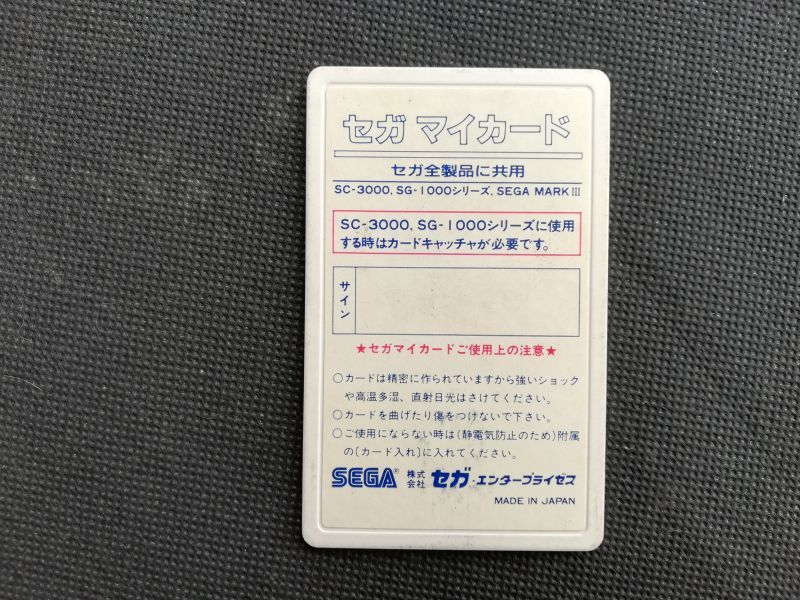 セガ マイカード
セガ全製品に共用
SC-3000, SG-1000シリーズ, SEGA MARKⅢ
SC-3000, SG-1000シリーズに使用
する時はカードキャッチャが必要です。
サイン
★セガマイカードご使用上の注意★
○カードは精密に作られていますから強いショック
や高温多湿、直射日光はさけてください。
○カードを曲げたり傷をつけないで下さい。
○ご使用にならない時は(静電気防止のため)附属
の〔カード入れ〕に入れてください。
SEGA® 株式会社 セガ・エンタープライゼス
MADE IN JAPAN